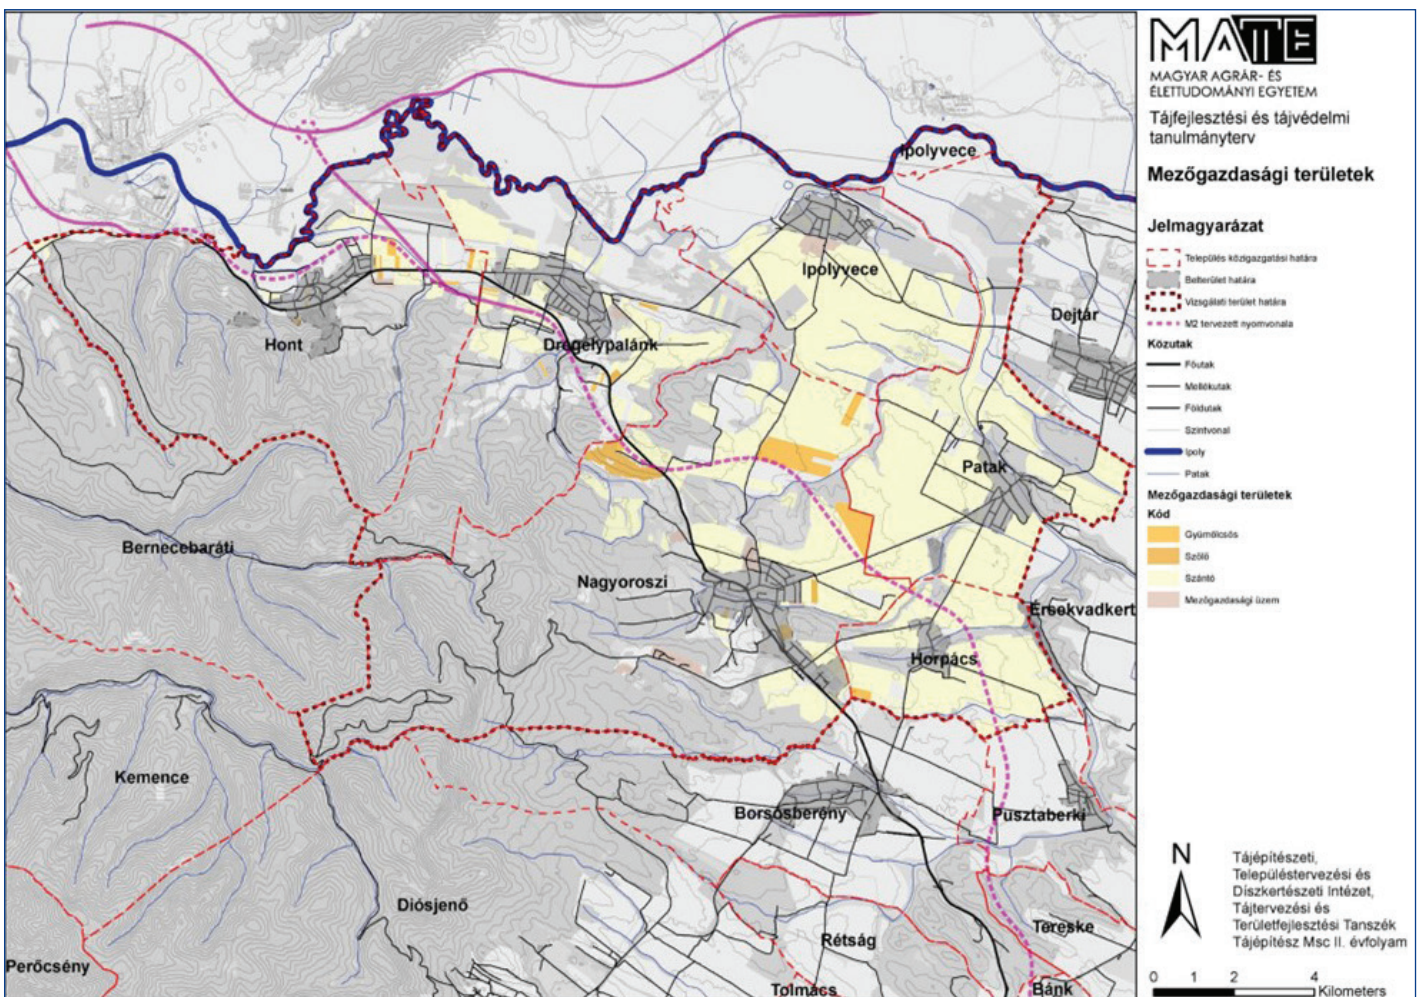 Ipolyvece
Ipolyvece
Dejtár
Hont
Drégelypalánk
Patak
Bernecebaráti
Nagyoroszi
Érsekvadkert
Horpács
Kemence
Borsosberény
Pusztaberki
Diósjenő
Tereske
Rétság
Perőcsény
Tolmács
Bánk
MATE
MAGYAR AGRÁR- ÉS
ÉLETTUDOMÁNYI EGYETEM
Tájfejlesztési és tájvédelmi
tanulmányterv
Mezőgazdasági területek
Jelmagyarázat
Település közigazgatási határa
Belterület határa
Vizsgálati terület határa
M2 tervezett nyomvonala
Közutak
Főutak
Mellékutak
Földutak
Szintvonal
Ipoly
Patak
Mezőgazdasági területek
Kód
Gyümölcsös
Szőlő
Szántó
Mezőgazdasági üzem
N
Tájépítészeti,
Településtervezési és
Díszkertészeti Intézet,
Tájtervezési és
Területfejlesztési Tanszék
Tájépítész Msc II. évfolyam
0 1 2 4
Kilometers